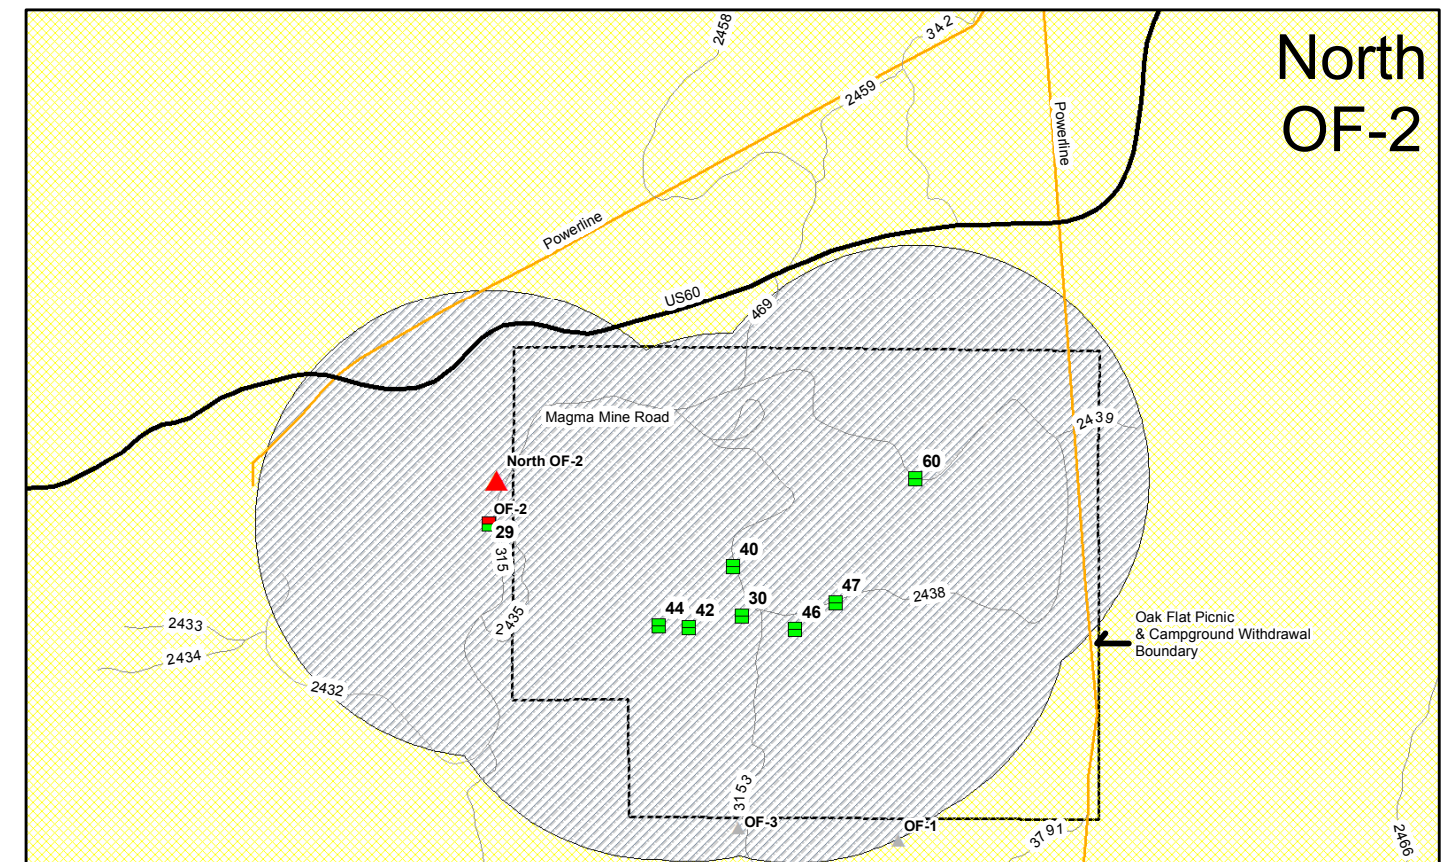 North
OF-2
2458
342
2459
Powerline
Powerline
US60
469
Magma Mine Road
2439
North OF-2
60
OF-2
29
315
40
30
47
2438
44
42
46
2435
Oak Flat Picnic
& Campground Withdrawal
Boundary
2433
2434
2432
3153
OF-3
OF-1
3791
2466